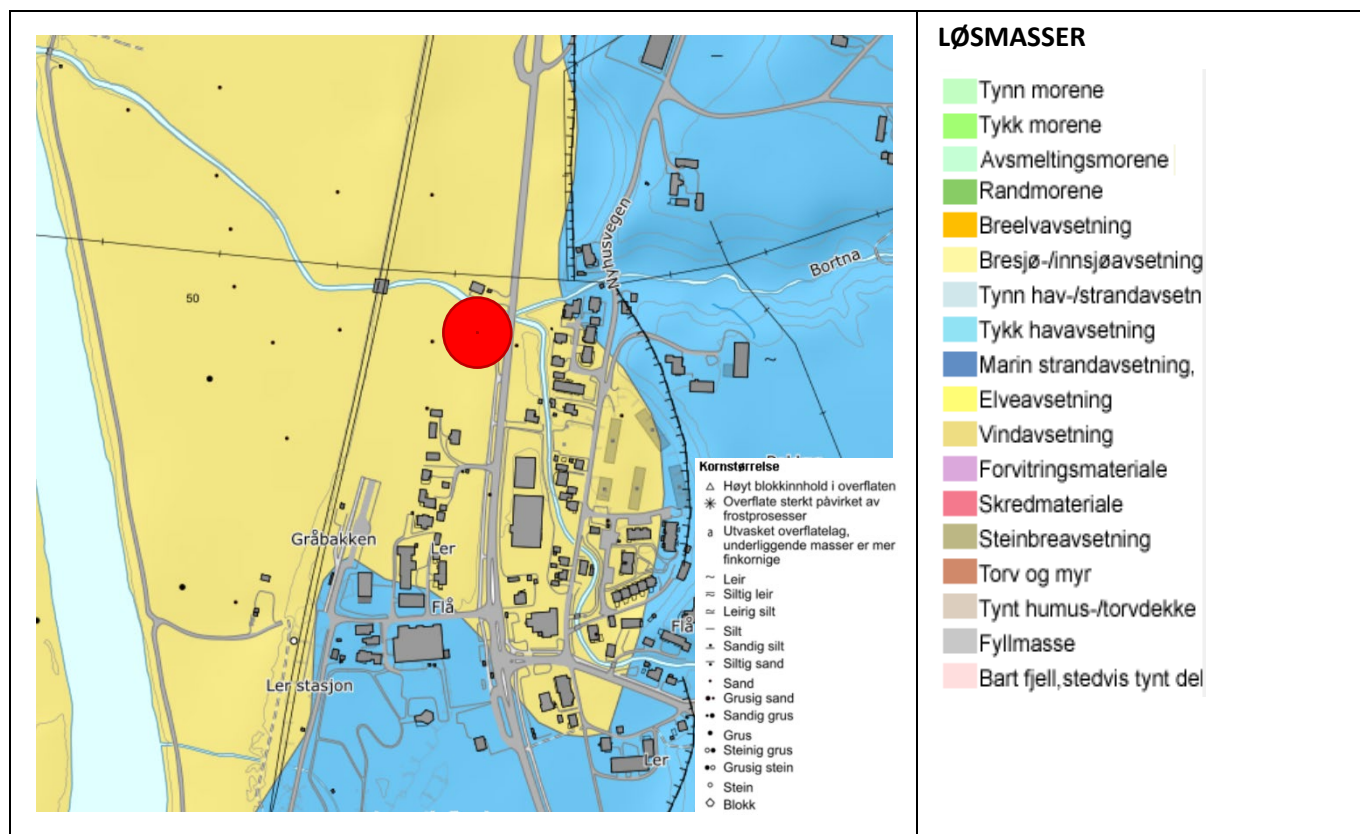 LØSMASSER
Tynn morene
Tykk morene
Avsmeltingsmorene
Randmorene
Breelvavsetning
Bresjø-/innsjøavsetning
Tynn hav-/strandavsetn
Tykk havavsetning
Marin strandavsetning,
Elveavsetning
Vindavsetning
Forvitringsmateriale
Skredmateriale
Steinbreavsetning
Torv og myr
Tynt humus-/torvdekke
Fyllmasse
Bart fjell,stedvis tynt del
Nyhusvegen
Bortna
50
Gråbakken
Ler
Flå
Flå
Ler stasjon
Ler
Kornstørrelse
Høyt blokkinnhold i overflaten
Overflate sterkt påvirket av
frostprosesser
a Utvasket overflatelag,
underliggende masser er mer
finkornige
Leir
Siltig leir
Leirig silt
Silt
Sandig silt
Siltig sand
Sand
Grusig sand
Sandig grus
Grus
Steinig grus
Grusig stein
Stein
Blokk